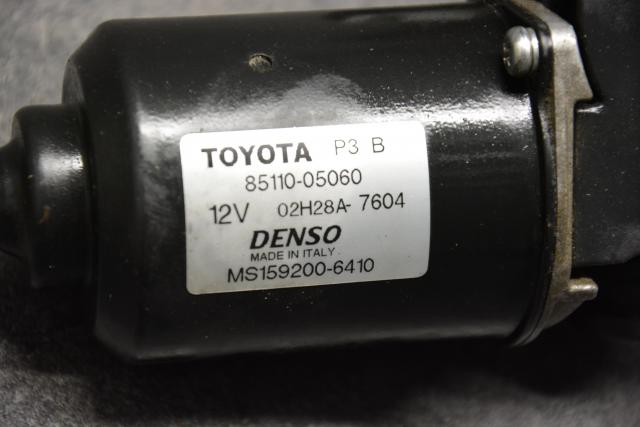 TOYOTA P3 B
85110-05060
12V 02H28A-7604
DENSO
MADE IN ITALY
MS159200-6410